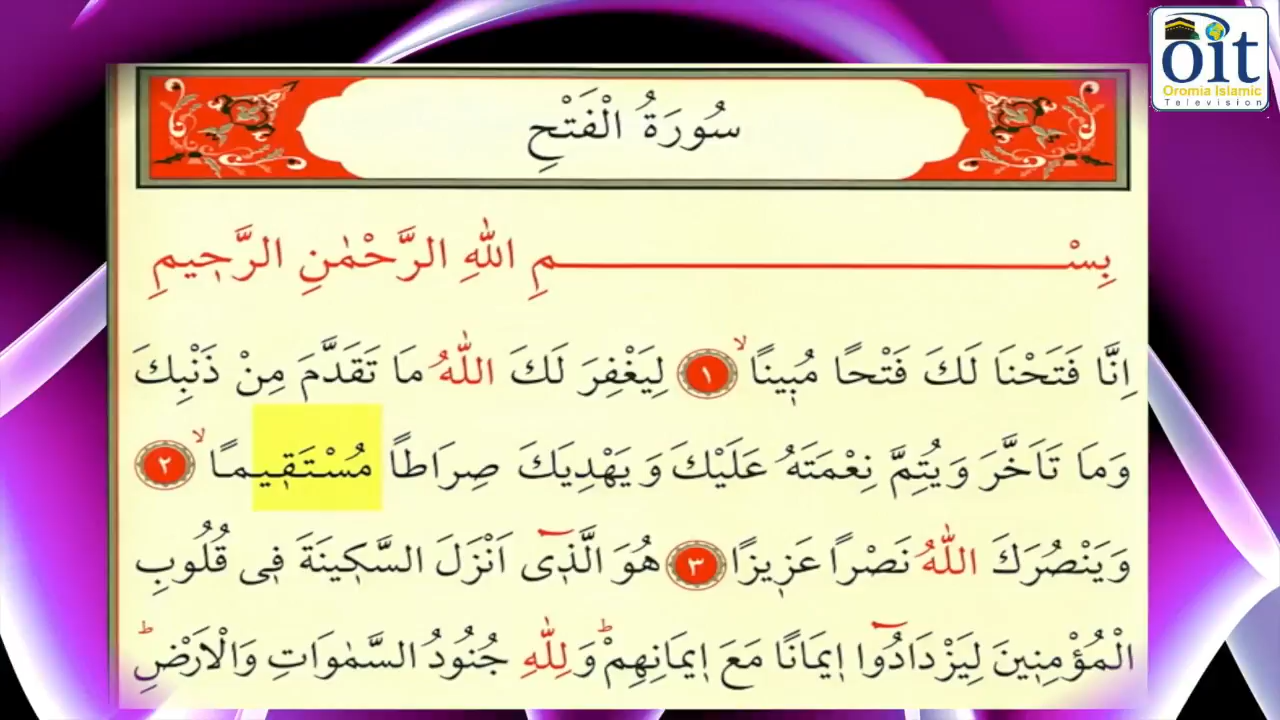 oit
Oromia Islamic
Television
سُورَةُ الْفَتْحِ
بِسْمِ اللّٰهِ الرَّحْمٰنِ الرَّح۪يمِ
اِنَّا فَتَحْنَا لَكَ فَتْحًا مُب۪ينًاۙ ١ لِيَغْفِرَ لَكَ اللّٰهُ مَا تَقَدَّمَ مِنْ ذَنْبِكَ
وَمَا تَاَخَّرَ وَيُتِمَّ نِعْمَتَهُ عَلَيْكَ وَيَهْدِيَكَ صِرَاطًا مُسْتَق۪يمًاۙ ٢
وَيَنْصُرَكَ اللّٰهُ نَصْرًا عَز۪يزًا ٣ هُوَ الَّذ۪ٓي اَنْزَلَ السَّك۪ينَةَ ف۪ي قُلُوبِ
الْمُؤْمِن۪ينَ لِيَزْدَادُٓوا ا۪يمَانًا مَعَ ا۪يمَانِهِمْۜ وَلِلّٰهِ جُنُودُ السَّمٰوَاتِ وَالْاَرْضِۜ